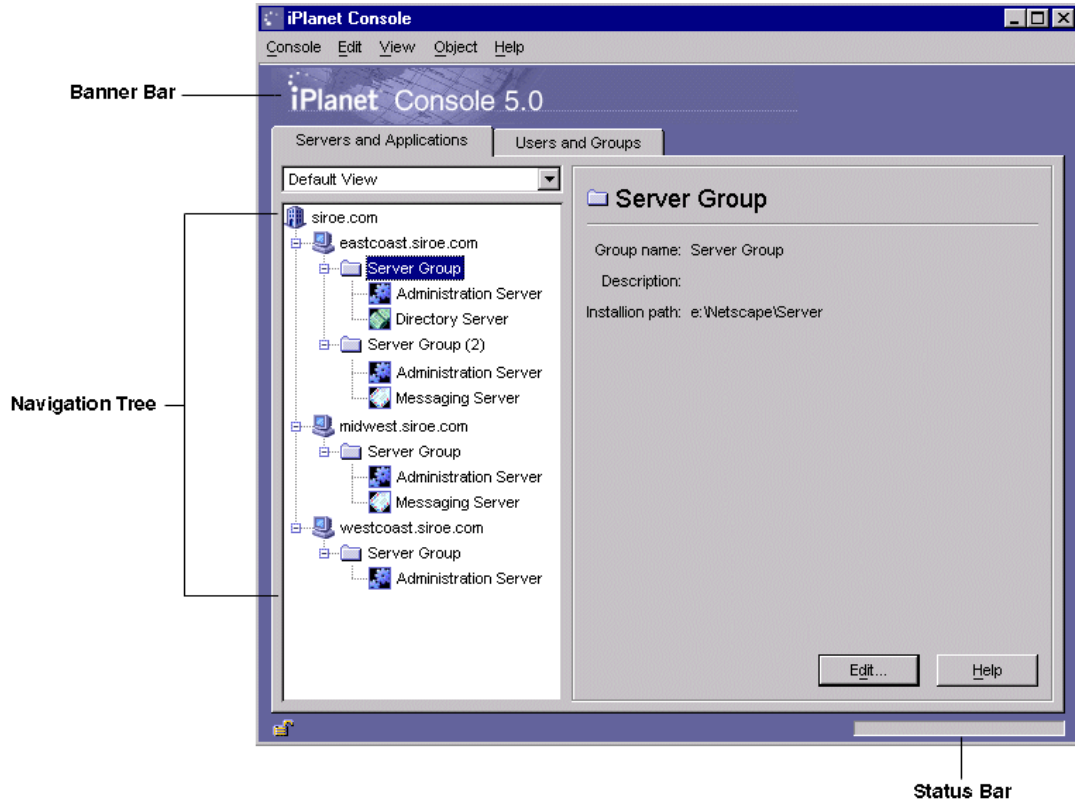 iPlanet Console
Console Edit View Object Help
Banner Bar
iPlanet Console 5.0
Servers and Applications
Users and Groups
Default View
siroe.com
eastcoast.siroe.com
Server Group
Administration Server
Directory Server
Server Group (2)
Administration Server
Messaging Server
Navigation Tree
midwest.siroe.com
Server Group
Administration Server
Messaging Server
westcoast.siroe.com
Server Group
Administration Server
Server Group
Group name: Server Group
Description:
Installion path: e:\Netscape\Server
Edit...
Help
Status Bar